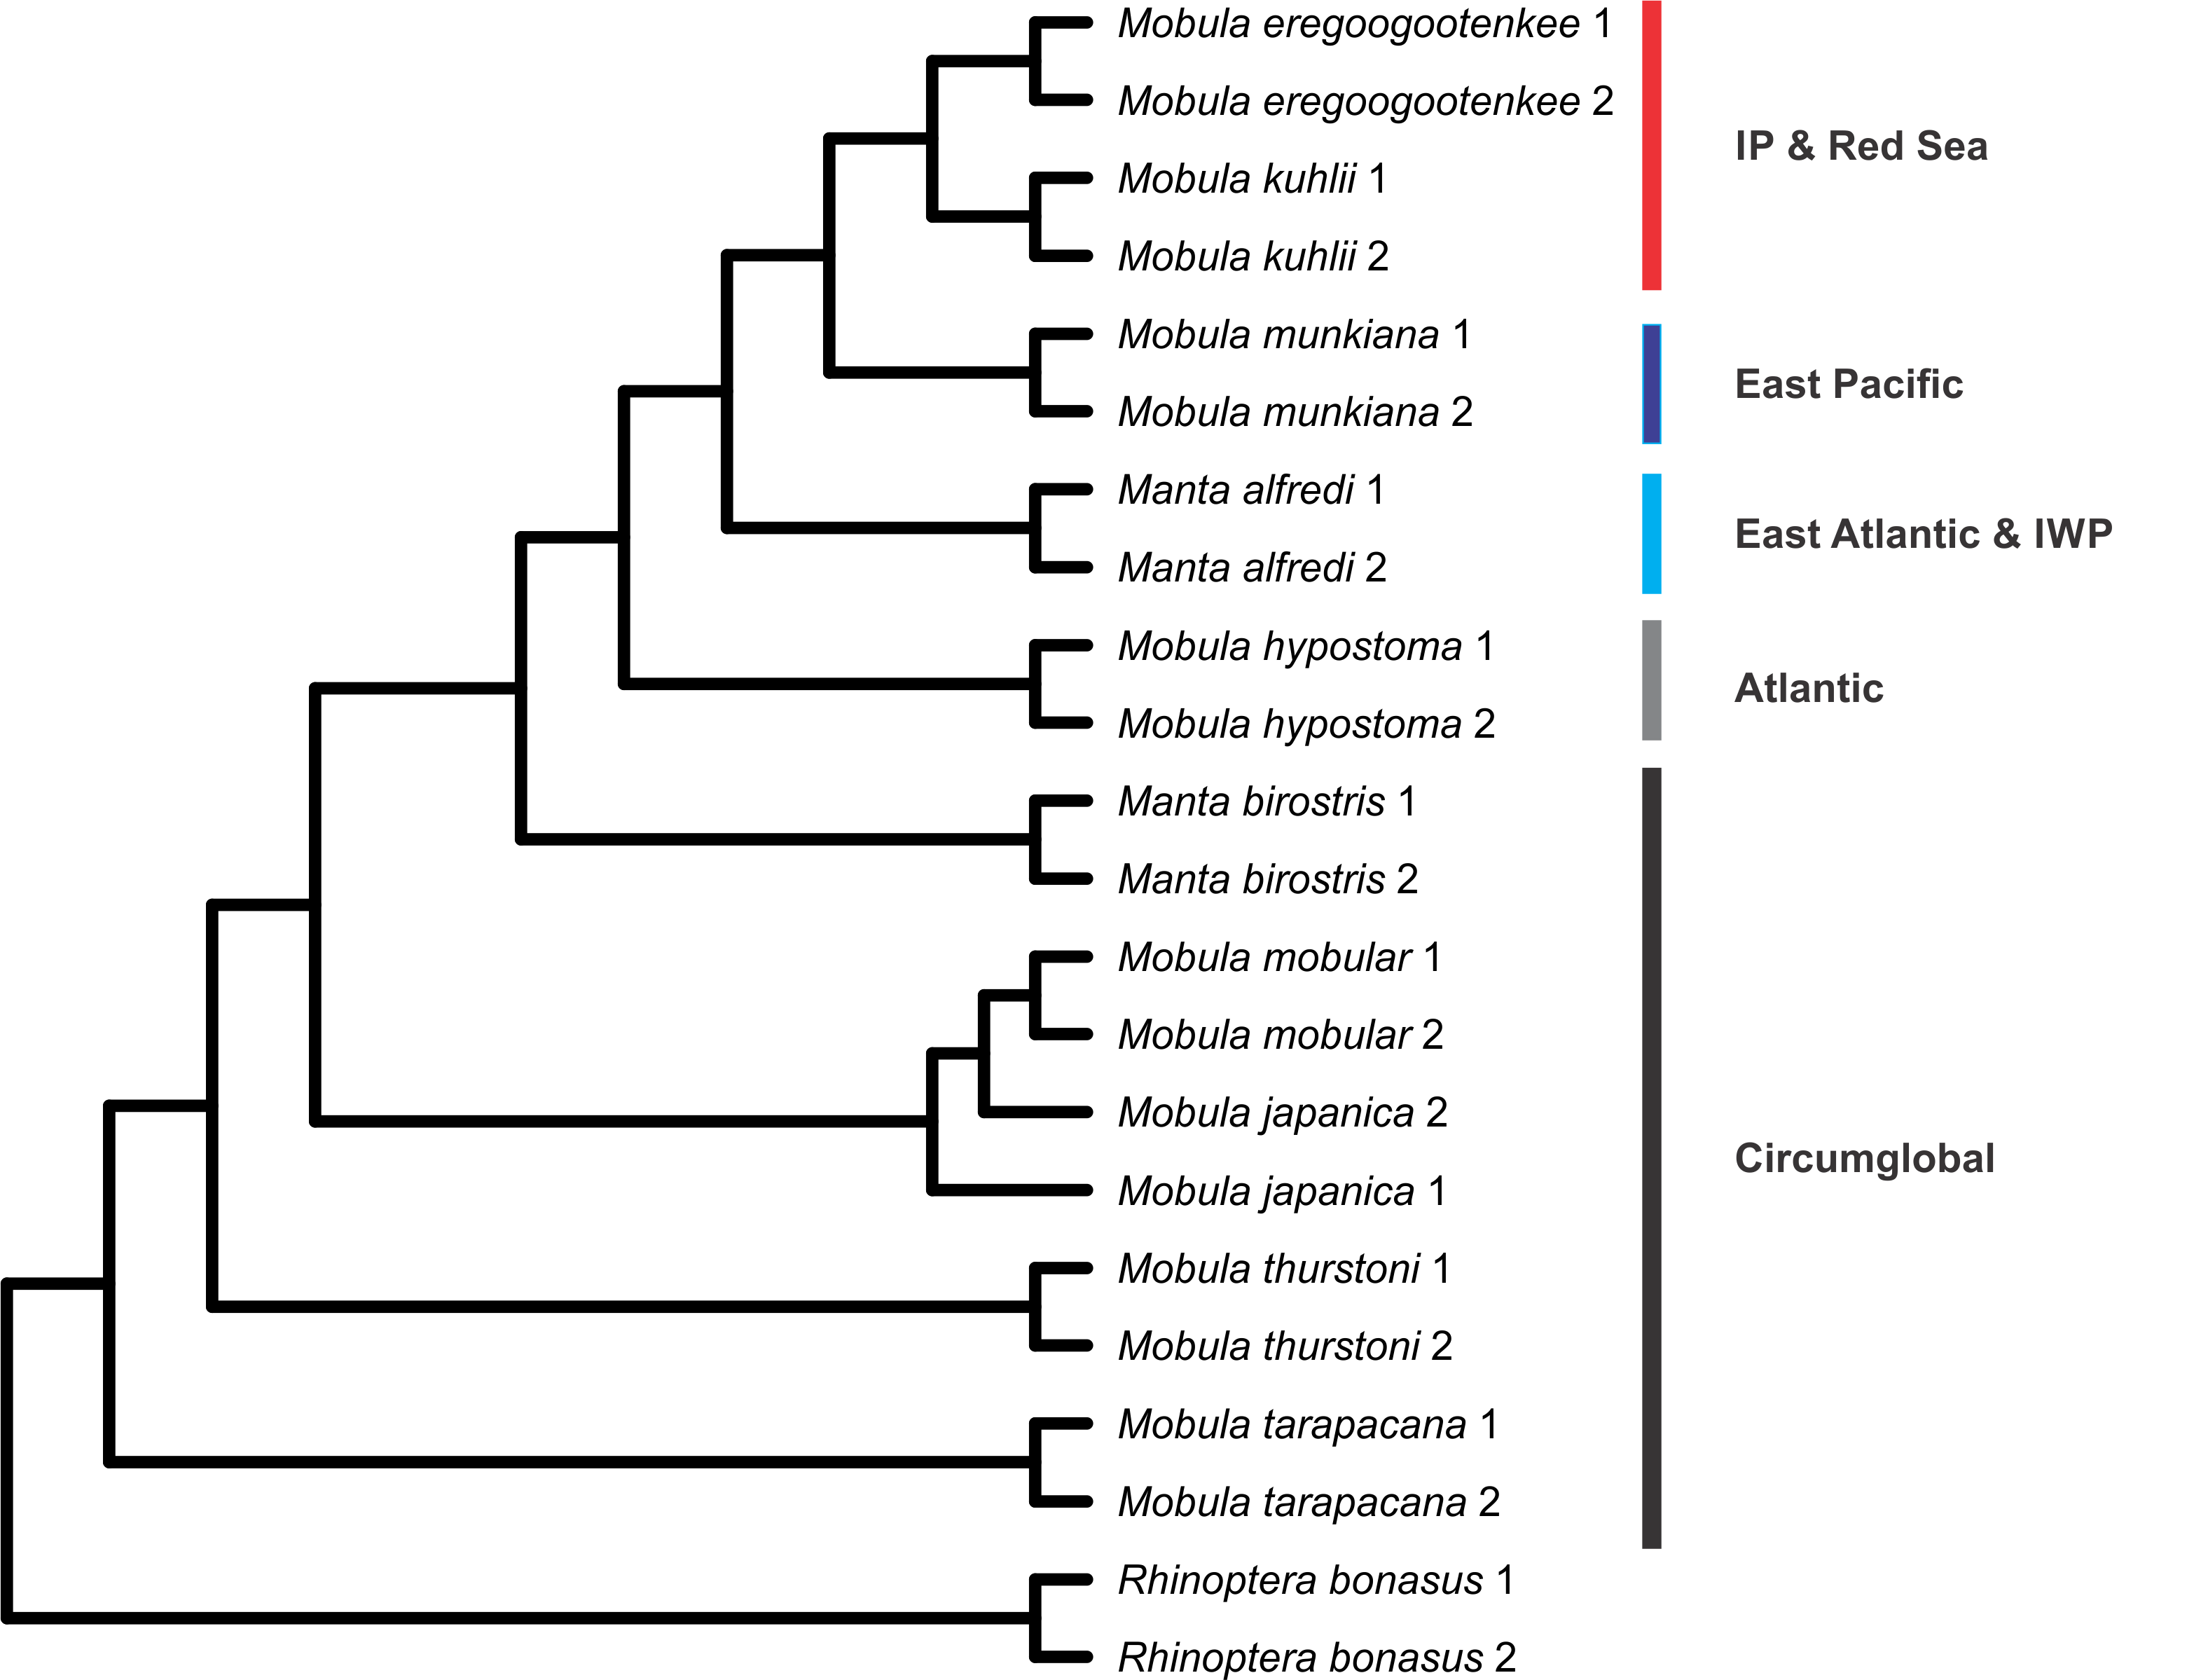 Mobula eregoogootenkee 1
Mobula eregoogootenkee 2
IP & Red Sea
Mobula kuhlii 1
Mobula kuhlii 2
Mobula munkiana 1
East Pacific
Mobula munkiana 2
Manta alfredi 1
East Atlantic & IWP
Manta alfredi 2
Mobula hypostoma 1
Atlantic
Mobula hypostoma 2
Manta birostris 1
Manta birostris 2
Mobula mobular 1
Mobula mobular 2
Mobula japanica 2
Circumglobal
Mobula japanica 1
Mobula thurstoni 1
Mobula thurstoni 2
Mobula tarapacana 1
Mobula tarapacana 2
Rhinoptera bonasus 1
Rhinoptera bonasus 2